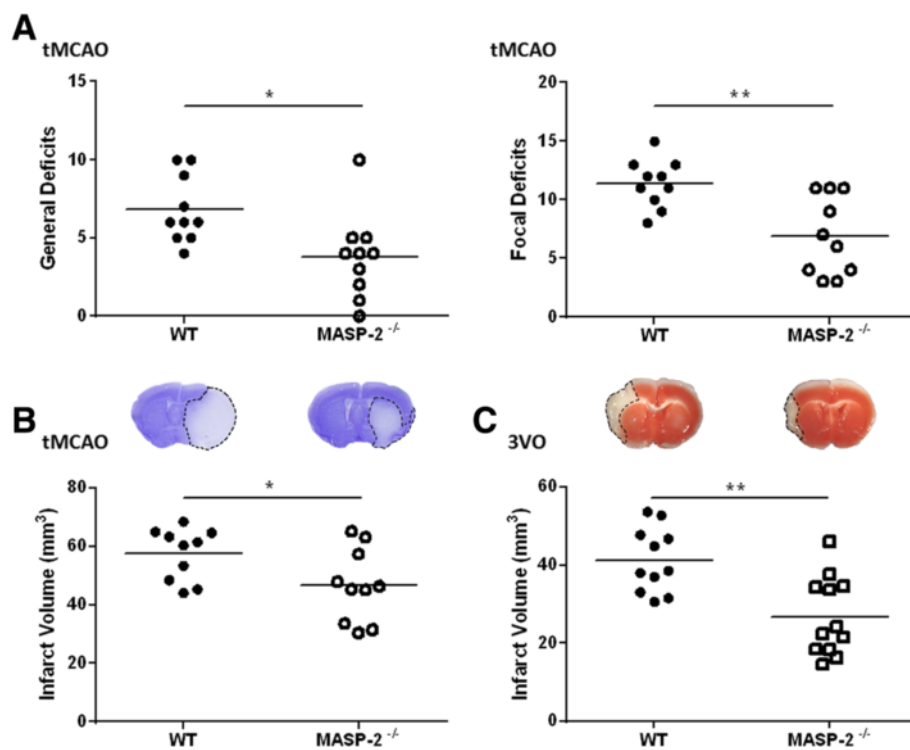 A
tMCAO
15
10
5
0
General Deficits
*
WT
MASP-2 -/-
tMCAO
20
15
10
5
0
Focal Deficits
**
WT
MASP-2 -/-
B
tMCAO
80
60
40
20
0
Infarct Volume (mm3)
*
WT
MASP-2 -/-
C
3VO
60
40
20
0
Infarct Volume (mm3)
**
WT
MASP-2 -/-